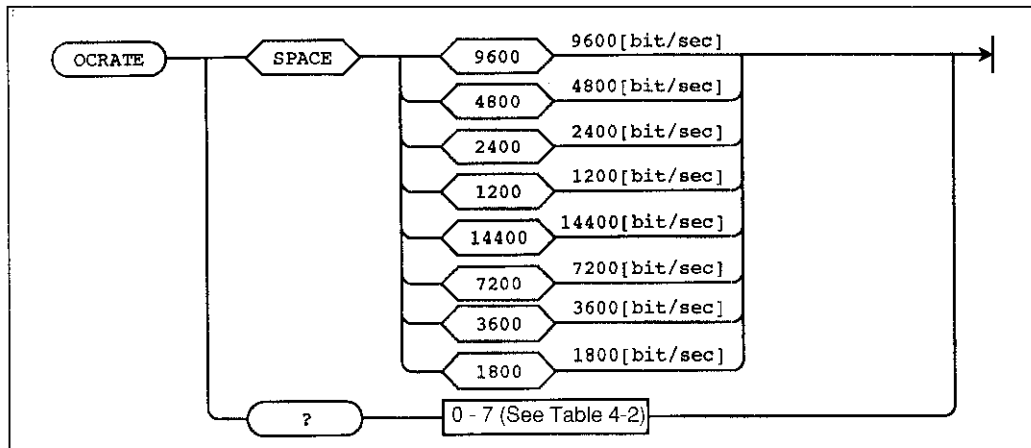 OCRATE SPACE 9600 9600[bit/sec]
4800 4800[bit/sec]
2400 2400[bit/sec]
1200 1200[bit/sec]
14400 14400[bit/sec]
7200 7200[bit/sec]
3600 3600[bit/sec]
1800 1800[bit/sec]
? 0 - 7 (See Table 4-2)